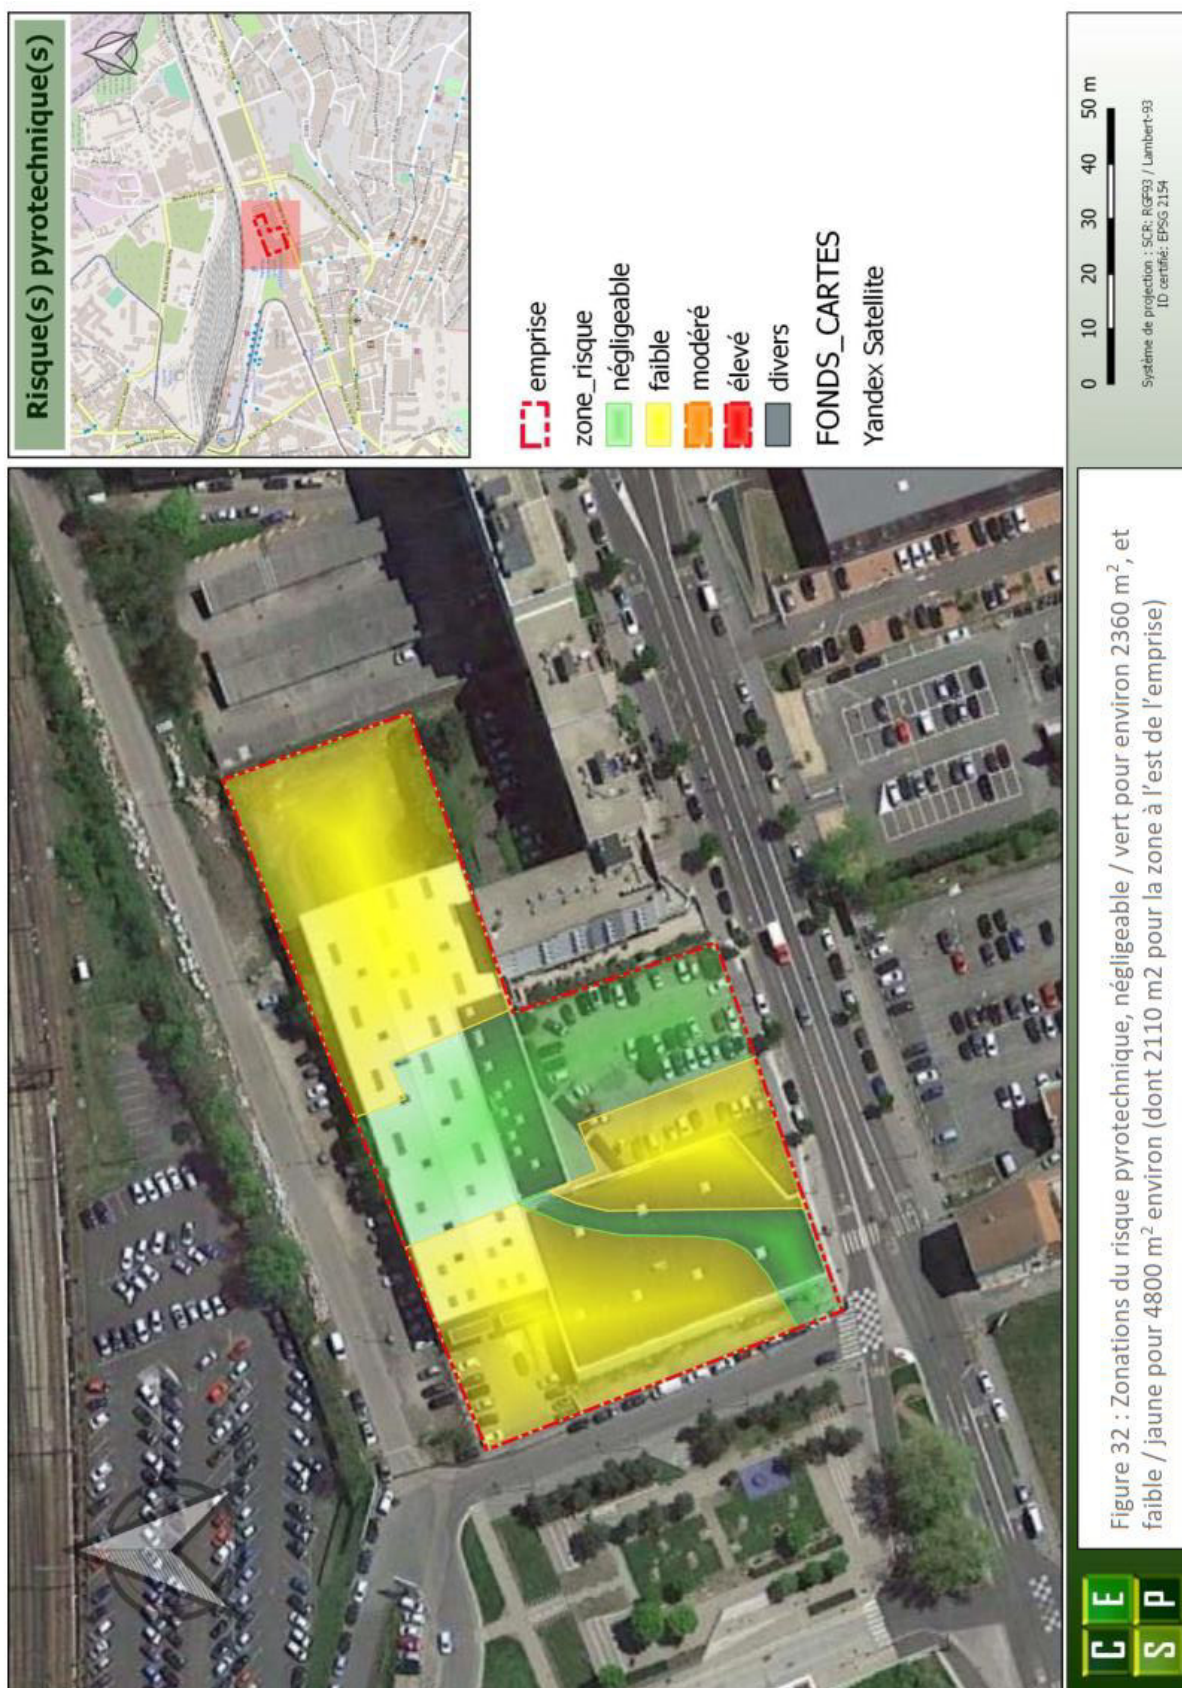 Risque(s) pyrotechnique(s)
emprise
zone_risque
négligeable
faible
modéré
élevé
divers
FONDS_CARTES
Yandex Satellite
0 10 20 30 40 50 m
Système de projection : SCR: RGF93 / Lambert-93
ID certifié: EPSG 2154
C E
S P
Figure 32 : Zonations du risque pyrotechnique, négligeable / vert pour environ 2360 m², et
faible / jaune pour 4800 m² environ (dont 2110 m2 pour la zone à l'est de l'emprise)